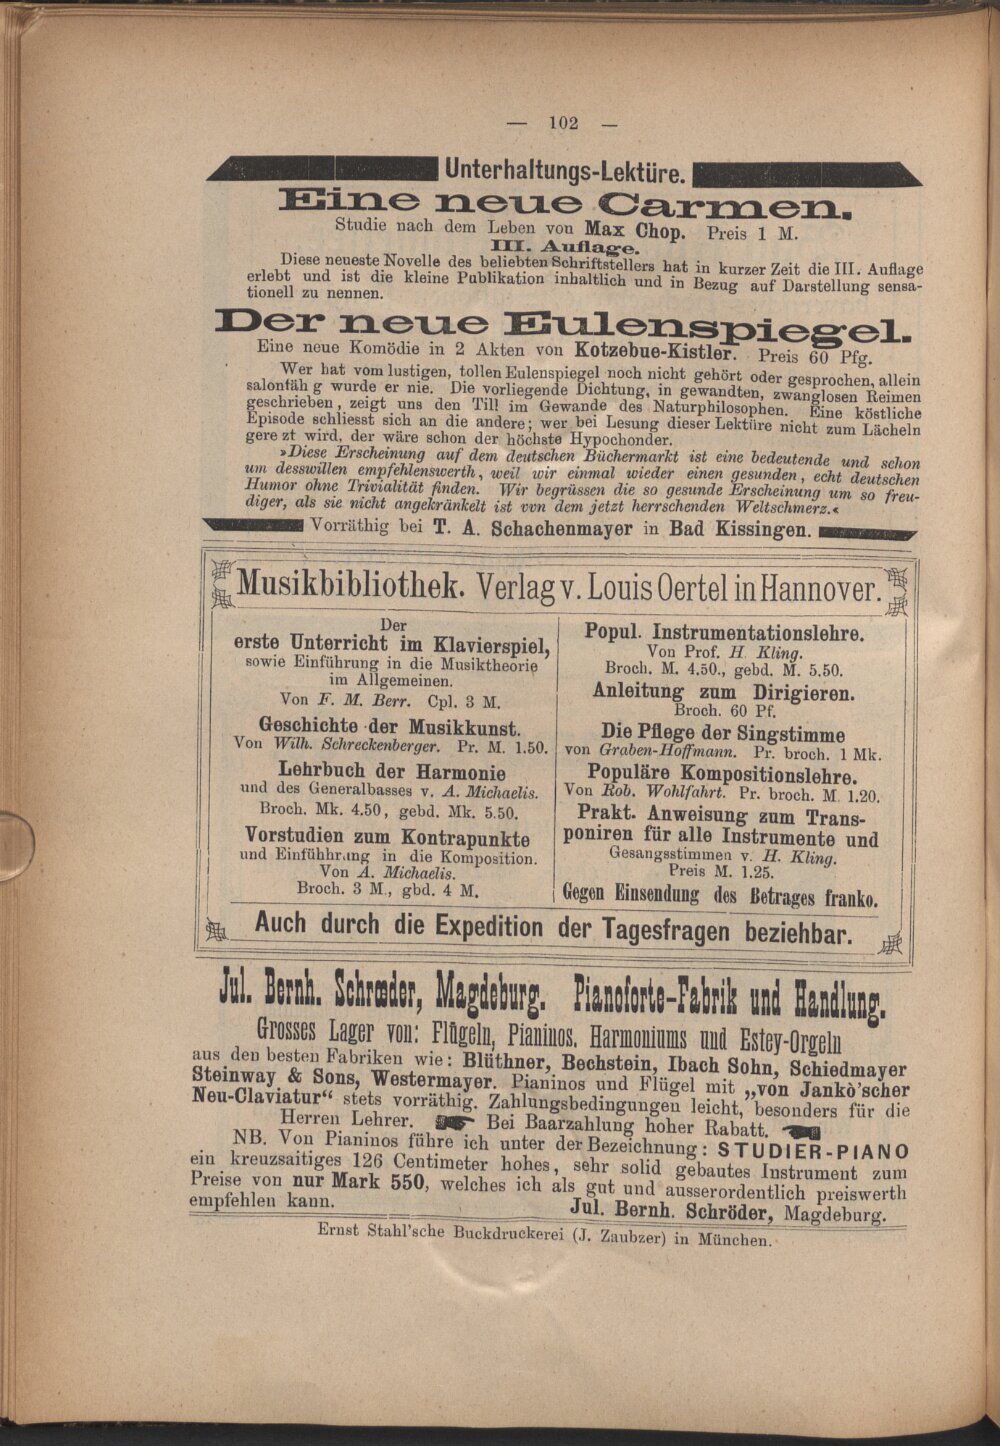 — 102 —
Unterhaltungs-Lektüre.
Eine neue Carmen.
Studie nach dem Leben von Max Chop. Preis 1 M.
III. Auflage.
Diese neueste Novelle des beliebten Schriftstellers hat in kurzer Zeit die III. Auflage
erlebt und ist die kleine Publikation inhaltlich und in Bezug auf Darstellung sensa-
tionell zu nennen.
Der neue Eulenspiegel.
Eine neue Komödie in 2 Akten von Kotzebue-Kistler. Preis 60 Pfg.
Wer hat vom lustigen, tollen Eulenspiegel noch nicht gehört oder gesprochen, allein
salonfäh g wurde er nie. Die vorliegende Dichtung, in gewandten, zwanglosen Reimen
geschrieben, zeigt uns den Till im Gewande des Naturphilosophen. Eine köstliche
Episode schliesst sich an die andere; wer bei Lesung dieser Lektüre nicht zum Lächeln
gere zt wird, der wäre schon der höchste Hypochonder.
»Diese Erscheinung auf dem deutschen Büchermarkt ist eine bedeutende und schon
um desswillen empfehlenswerth, weil wir einmal wieder einen gesunden, echt deutschen
Humor ohne Trivialität finden. Wir begrüssen die so gesunde Erscheinung um so freu-
diger, als sie nicht angekränkelt ist vvn dem jetzt herrschenden Weltschmerz.«
Vorräthig bei T. A. Schachenmayer in Bad Kissingen.
Musikbibliothek. Verlag v. Louis Oertel in Hannover.
Der
erste Unterricht im Klavierspiel,
sowie Einführung in die Musiktheorie
im Allgemeinen.
Von F. M. Berr. Cpl. 3 M.
Geschichte der Musikkunst.
Von Wilh. Schreckenberger. Pr. M. 1.50.
Lehrbuch der Harmonie
und des Generalbasses v. A. Michaelis.
Broch. Mk. 4.50, gebd. Mk. 5.50.
Vorstudien zum Kontrapunkte
und Einführung in die Komposition.
Von A. Michaelis.
Broch. 3 M., gbd. 4 M.
Popul. Instrumentationslehre.
Von Prof. H. Kling.
Broch. M. 4.50., gebd. M. 5.50.
Anleitung zum Dirigieren.
Broch. 60 Pf.
Die Pflege der Singstimme
von Graben-Hoffmann. Pr. broch. 1 Mk.
Populäre Kompositionslehre.
Von Rob. Wohlfahrt. Pr. broch. M. 1.20.
Prakt. Anweisung zum Trans-
poniren für alle Instrumente und
Gesangsstimmen v. H. Kling.
Preis M. 1.25.
Gegen Einsendung des Betrages franko.
Auch durch die Expedition der Tagesfragen beziehbar.
Jul. Bernh. Schrœder, Magdeburg. Pianoforte-Fabrik und Handlung.
Grosses Lager von: Flügeln, Pianinos, Harmoniums und Estey-Orgeln
aus den besten Fabriken wie: Blüthner, Bechstein, Ibach Sohn, Schiedmayer
Steinway & Sons, Westermayer. Pianinos und Flügel mit „von Jankò'scher
Neu-Claviatur“ stets vorräthig. Zahlungsbedingungen leicht, besonders für die
Herren Lehrer. Bei Baarzahlung hoher Rabatt.
NB. Von Pianinos führe ich unter der Bezeichnung: STUDIER-PIANO
ein kreuzsaitiges 126 Centimeter hohes, sehr solid gebautes Instrument zum
Preise von nur Mark 550, welches ich als gut und ausserordentlich preiswerth
empfehlen kann. Jul. Bernh. Schröder, Magdeburg.
Ernst Stahl'sche Buckdruckerei (J. Zaubzer) in München.